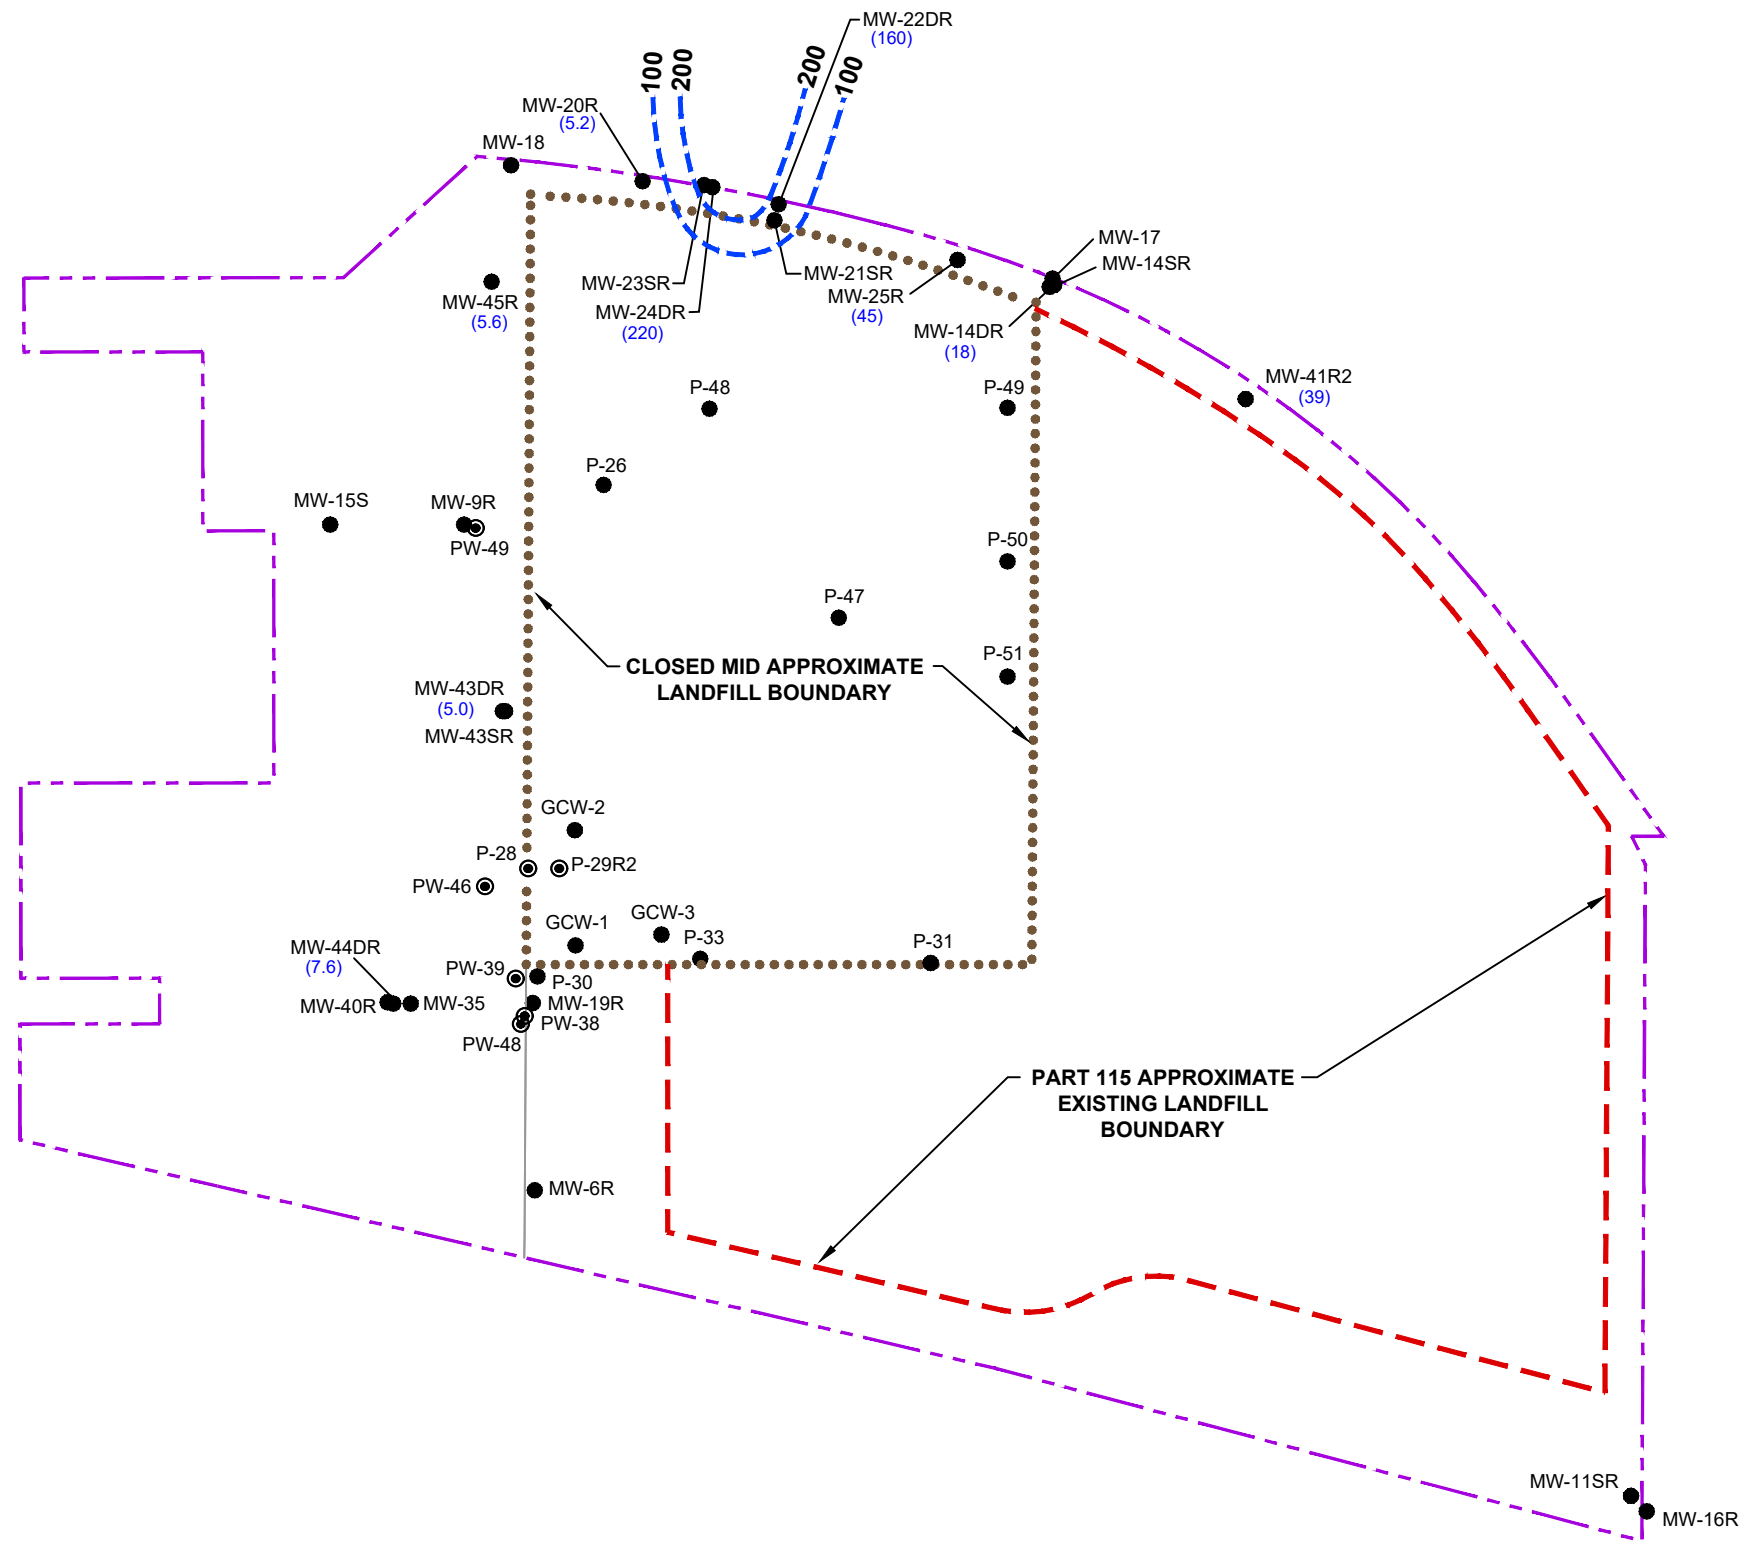 MW-22DR
(160)
100
200
200
100
MW-20R
(5.2)
MW-18
MW-17
MW-14SR
MW-21SR
MW-23SR
MW-25R
(45)
MW-45R
(5.6)
MW-24DR
(220)
MW-14DR
(18)
MW-41R2
(39)
P-48
P-49
P-26
MW-15S
MW-9R
PW-49
P-50
P-47
P-51
CLOSED MID APPROXIMATE
LANDFILL BOUNDARY
MW-43DR
(5.0)
MW-43SR
GCW-2
P-28
P-29R2
PW-46
GCW-1
GCW-3
P-33
P-31
MW-44DR
(7.6)
PW-39
P-30
MW-40R
MW-35
MW-19R
PW-38
PW-48
PART 115 APPROXIMATE
EXISTING LANDFILL
BOUNDARY
MW-6R
MW-11SR
MW-16R